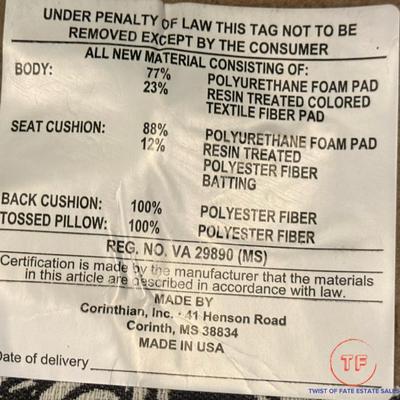 UNDER PENALTY OF LAW THIS TAG NOT TO BE
REMOVED EXCEPT BY THE CONSUMER
ALL NEW MATERIAL CONSISTING OF:
BODY: 77% POLYURETHANE FOAM PAD
23% RESIN TREATED COLORED
TEXTILE FIBER PAD
SEAT CUSHION: 88% POLYURETHANE FOAM PAD
12% RESIN TREATED
POLYESTER FIBER
BATTING
BACK CUSHION: 100% POLYESTER FIBER
TOSSED PILLOW: 100% POLYESTER FIBER
REG. NO. VA 29890 (MS)
Certification is made by the manufacturer that the materials
in this article are described in accordance with law.
MADE BY
Corinthian, Inc. · 41 Henson Road
Corinth, MS 38834
MADE IN USA
Date of delivery
TF
TWIST OF FATE ESTATE SALES